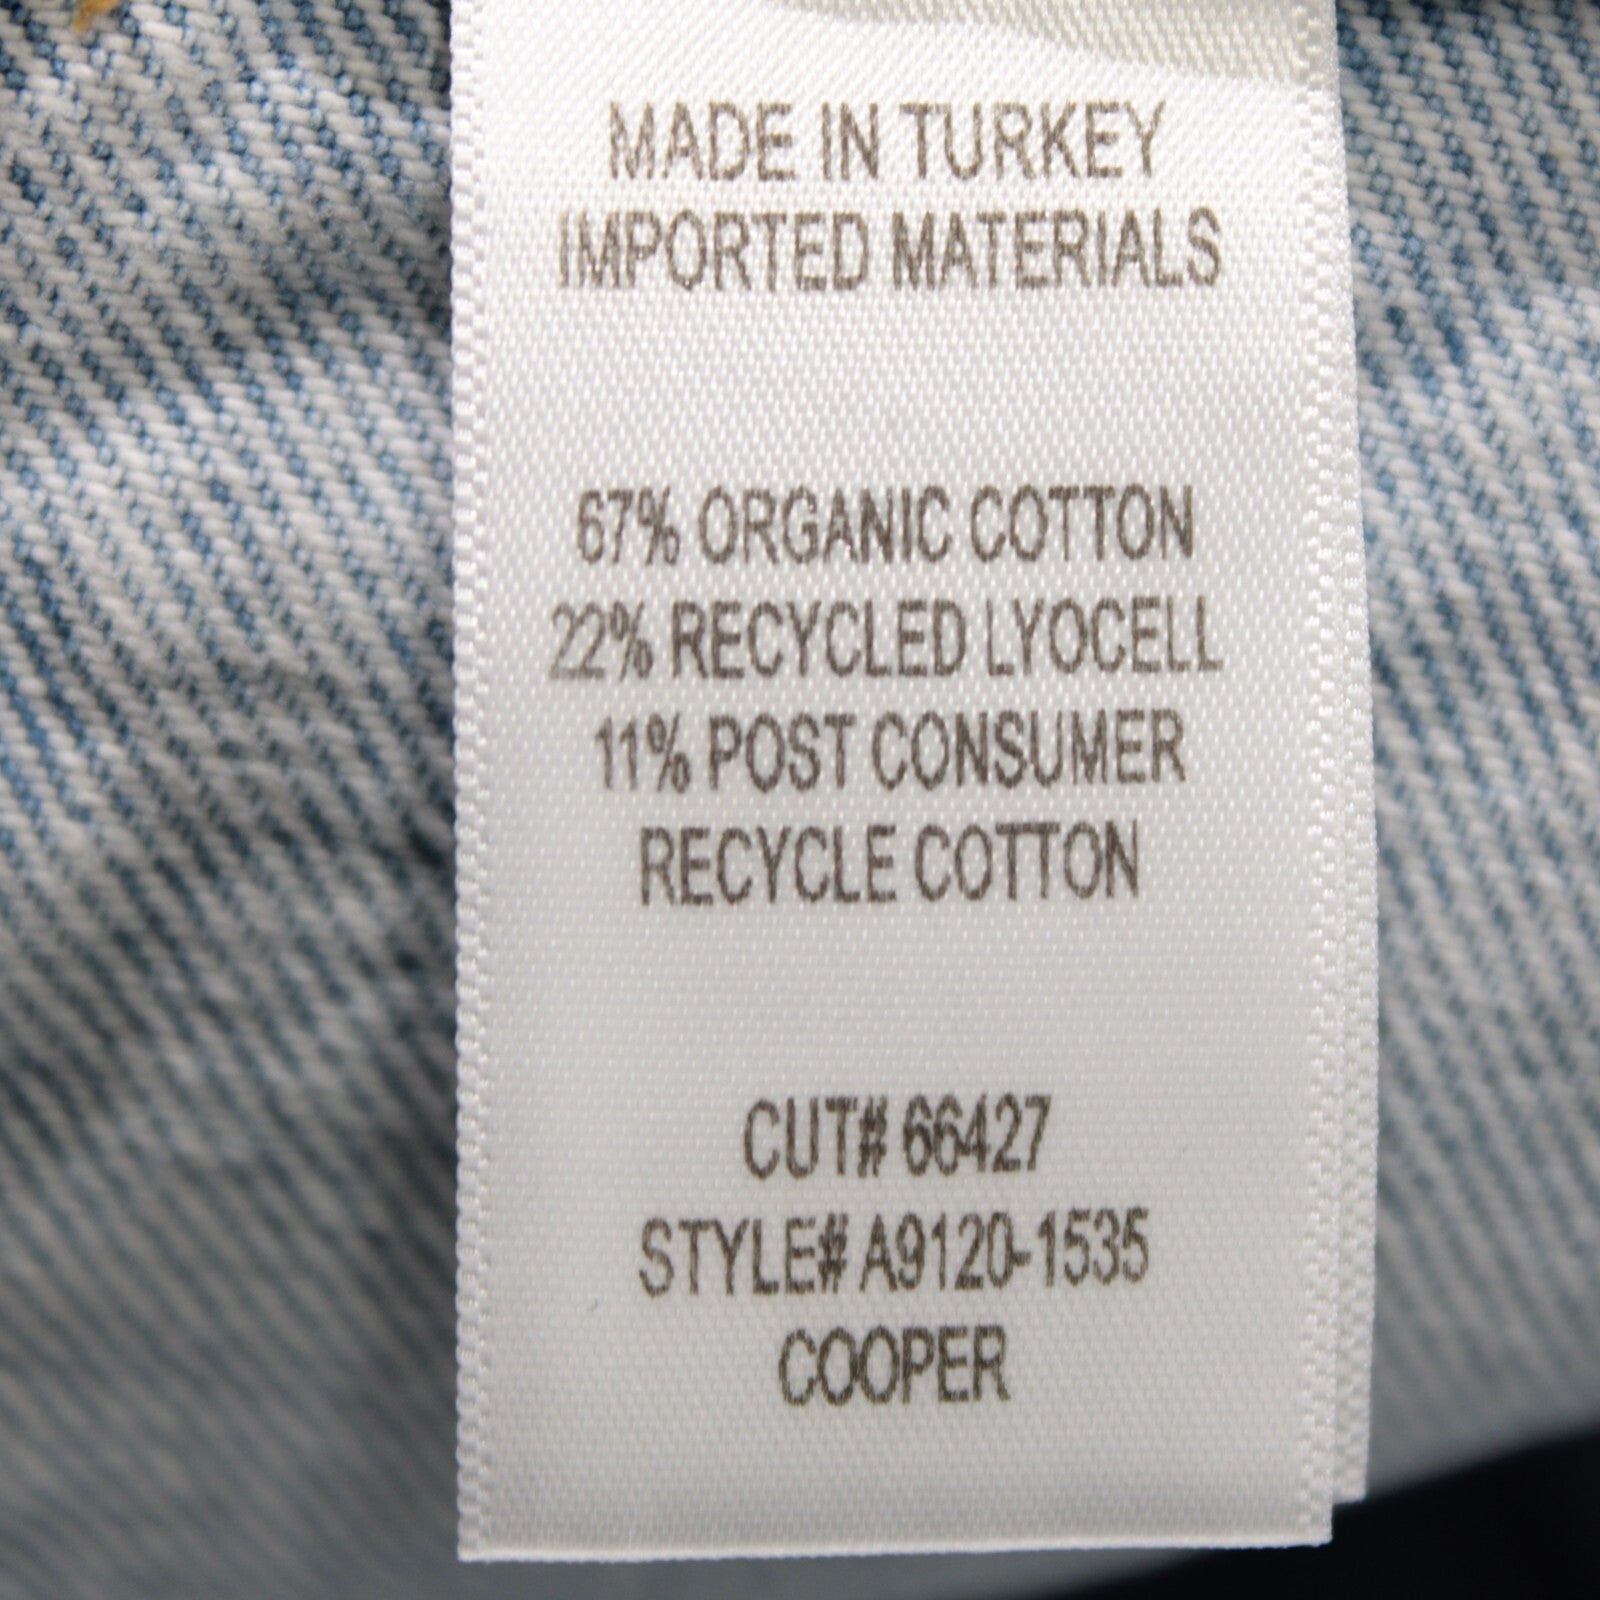 MADE IN TURKEY
IMPORTED MATERIALS
67% ORGANIC COTTON
22% RECYCLED LYOCELL
11% POST CONSUMER
RECYCLE COTTON
CUT# 66427
STYLE# A9120-1535
COOPER